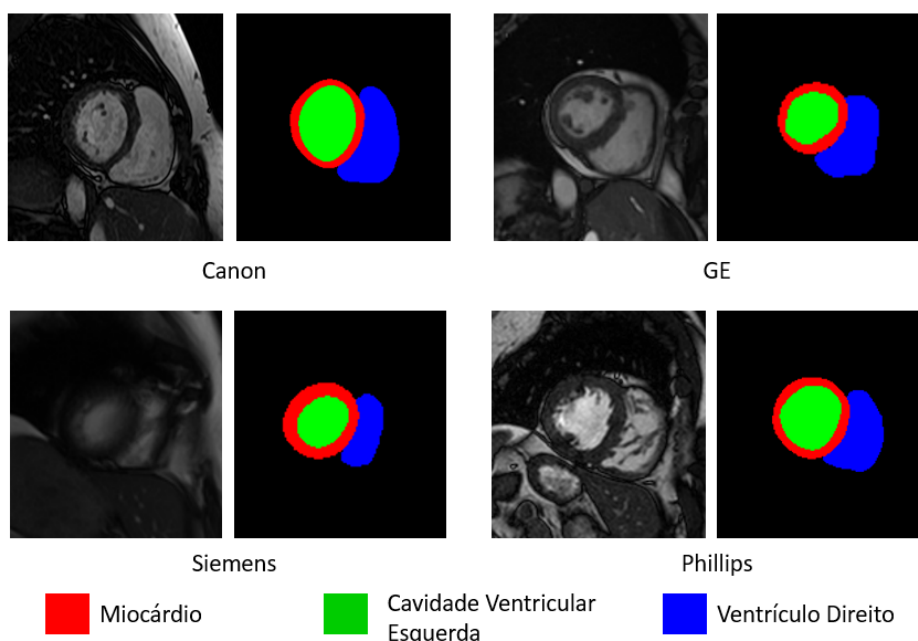 Canon
GE
Siemens
Phillips
Miocárdio
Cavidade Ventricular
Esquerda
Ventrículo Direito